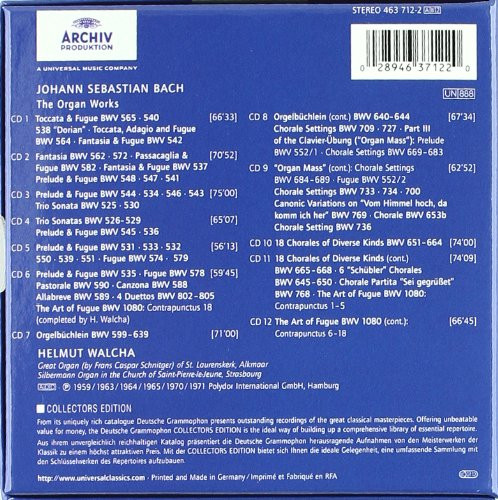 ARCHIV
PRODUKTION
A UNIVERSAL MUSIC COMPANY
STEREO 463 712-2
0 28946 37122 0
JOHANN SEBASTIAN BACH
The Organ Works
CD 1 Toccata & Fugue BWV 565 · 540 [66'33]
538 "Dorian" · Toccata, Adagio and Fugue
BWV 564 · Fantasia & Fugue BWV 542
CD 2 Fantasia BWV 562 · 572 · Passacaglia & [70'52]
Fugue BWV 582 · Fantasia & Fugue BWV 537
Prelude & Fugue BWV 548 · 547 · 541
CD 3 Prelude & Fugue BWV 544 · 534 · 546 · 543 [75'00]
Trio Sonata BWV 525 · 530
CD 4 Trio Sonatas BWV 526-529 [65'07]
Prelude & Fugue BWV 545 · 536
CD 5 Prelude & Fugue BWV 531 · 533 · 532 [56'13]
550 · 539 · 551 · Fugue BWV 574 · 579
CD 6 Prelude & Fugue BWV 535 · Fugue BWV 578 [59'45]
Pastorale BWV 590 · Canzona BWV 588
Allabreve BWV 589 · 4 Duettos BWV 802-805
The Art of Fugue BWV 1080: Contrapunctus 18
(completed by H. Walcha)
CD 7 Orgelbüchlein BWV 599-639 [71'00]
CD 8 Orgelbüchlein (cont.) BWV 640-644 [67'34]
Chorale Settings BWV 709 · 727 · Part III
of the Clavier-Übung ("Organ Mass"): Prelude
BWV 552/1 · Chorale Settings BWV 669-683
CD 9 "Organ Mass" (cont.): Chorale Settings [62'52]
BWV 684-689 · Fugue BWV 552/2
Chorale Settings BWV 733 · 734 · 700
Canonic Variations on "Vom Himmel hoch, da
komm ich her" BWV 769 · Chorale BWV 653b
Chorale Setting BWV 736
CD 10 18 Chorales of Diverse Kinds BWV 651-664 [74'00]
CD 11 18 Chorales of Diverse Kinds (cont.) [74'09]
BWV 665-668 · 6 "Schübler" Chorales
BWV 645-650 · Chorale Partita "Sei gegrüßet"
BWV 768 · The Art of Fugue BWV 1080:
Contrapunctus 1-5
CD 12 The Art of Fugue BWV 1080 (cont.): [66'45]
Contrapunctus 6-18
HELMUT WALCHA
Great Organ (by Frans Caspar Schnitger) of St. Laurenskerk, Alkmaar
Silbermann Organ in the Church of Saint-Pierre-le-Jeune, Strasbourg
ADD ℗ 1959/1963/1964/1965/1970/1971 Polydor International GmbH, Hamburg
COLLECTORS EDITION
From its uniquely rich catalogue Deutsche Grammophon presents outstanding recordings of the great classical masterpieces. Offering unbeatable
value for money, the Deutsche Grammophon COLLECTORS EDITION is the ideal way of building up a comprehensive library of essential repertoire.
Aus ihrem unvergleichlich reichhaltigen Katalog präsentiert die Deutsche Grammophon herausragende Aufnahmen von den Meisterwerken der
Klassik zu einem höchst attraktiven Preis. Mit der COLLECTORS EDITION bietet sich Ihnen die ideale Gelegenheit, eine umfassende Sammlung mit
den Schlüsselwerken des Repertoires aufzubauen.
http://www.universalclassics.com · Printed and Made in Germany / Imprimé et Fabriqué en RFA